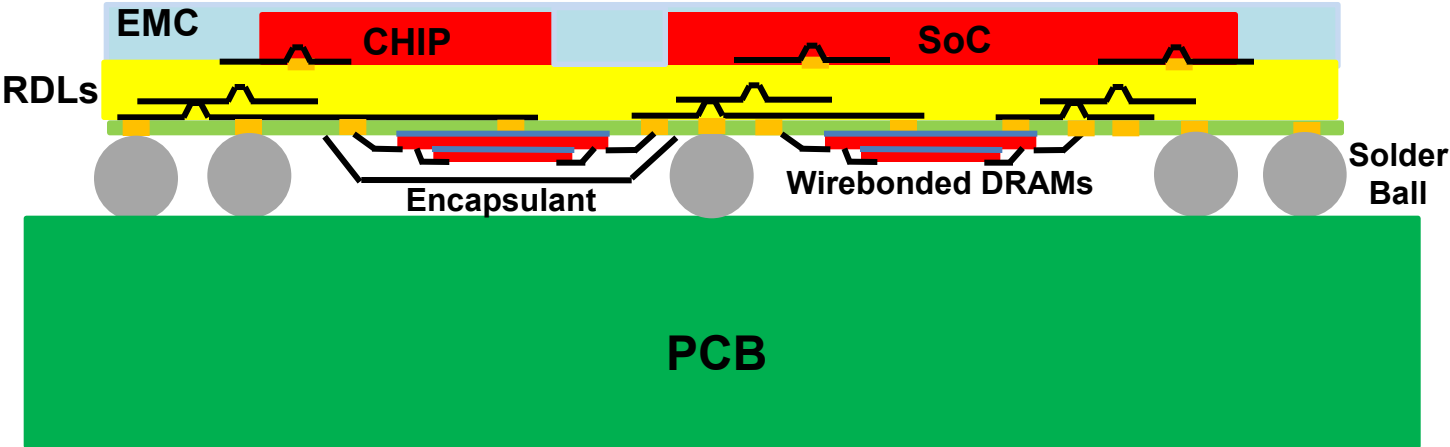 EMC
CHIP
SoC
RDLs
Solder
Ball
Wirebonded DRAMs
Encapsulant
PCB